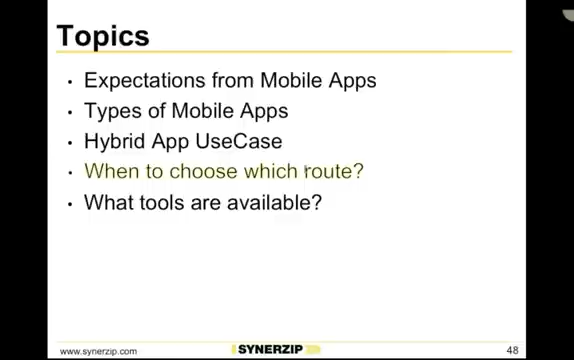 Topics
• Expectations from Mobile Apps
• Types of Mobile Apps
• Hybrid App UseCase
• When to choose which route?
• What tools are available?
www.synerzip.com SYNERZIP 48